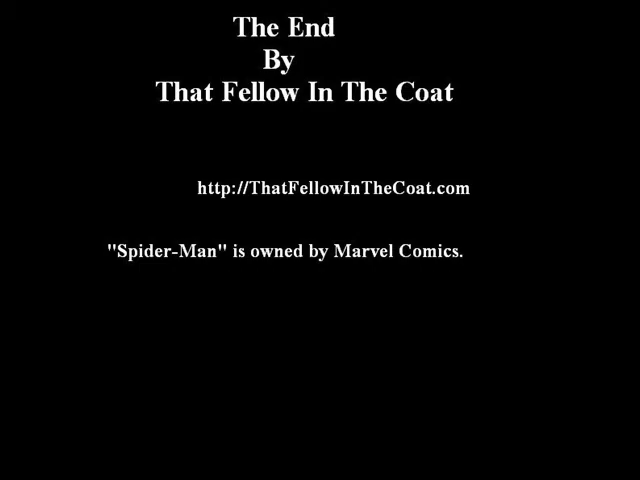 The End
By
That Fellow In The Coat
http://ThatFellowInTheCoat.com
"Spider-Man" is owned by Marvel Comics.